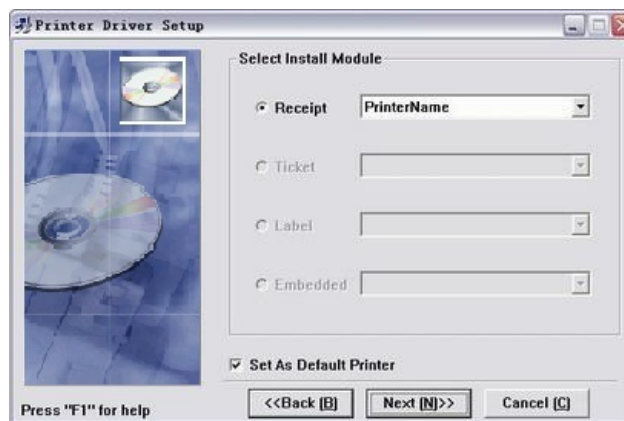 Printer Driver Setup
Select Install Module
Receipt PrinterName
Ticket
Label
Embedded
Set As Default Printer
Press "F1" for help
<<Back (B) Next (N)>> Cancel (C)